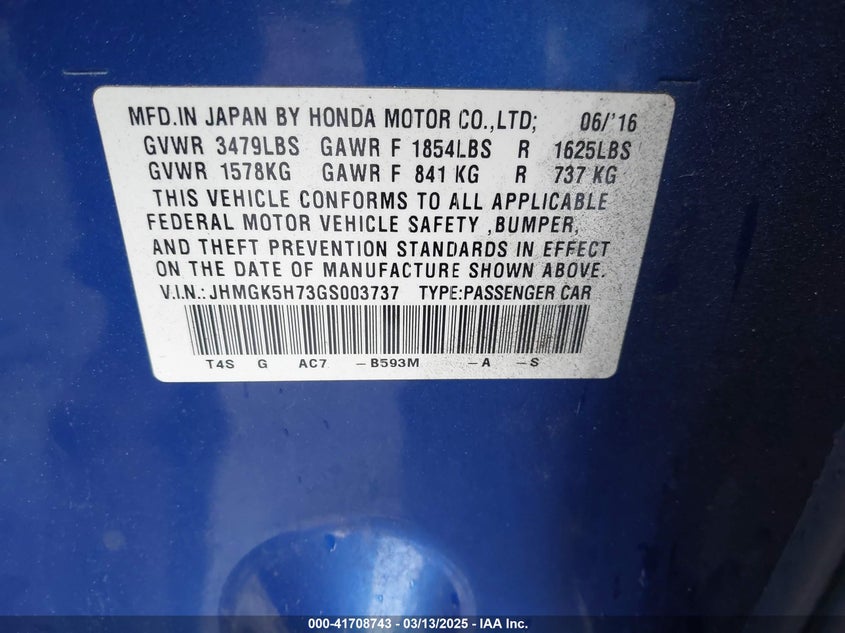 MFD.IN JAPAN BY HONDA MOTOR CO.,LTD; 06/'16
GVWR 3479LBS GAWR F 1854LBS R 1625LBS
GVWR 1578KG GAWR F 841 KG R 737 KG
THIS VEHICLE CONFORMS TO ALL APPLICABLE
FEDERAL MOTOR VEHICLE SAFETY ,BUMPER,
AND THEFT PREVENTION STANDARDS IN EFFECT
ON THE DATE OF MANUFACTURE SHOWN ABOVE.
V.I.N.:JHMGK5H73GS003737 TYPE:PASSENGER CAR
T4S G AC7 -B593M -A -S
000-41708743 - 03/13/2025 - IAA Inc.